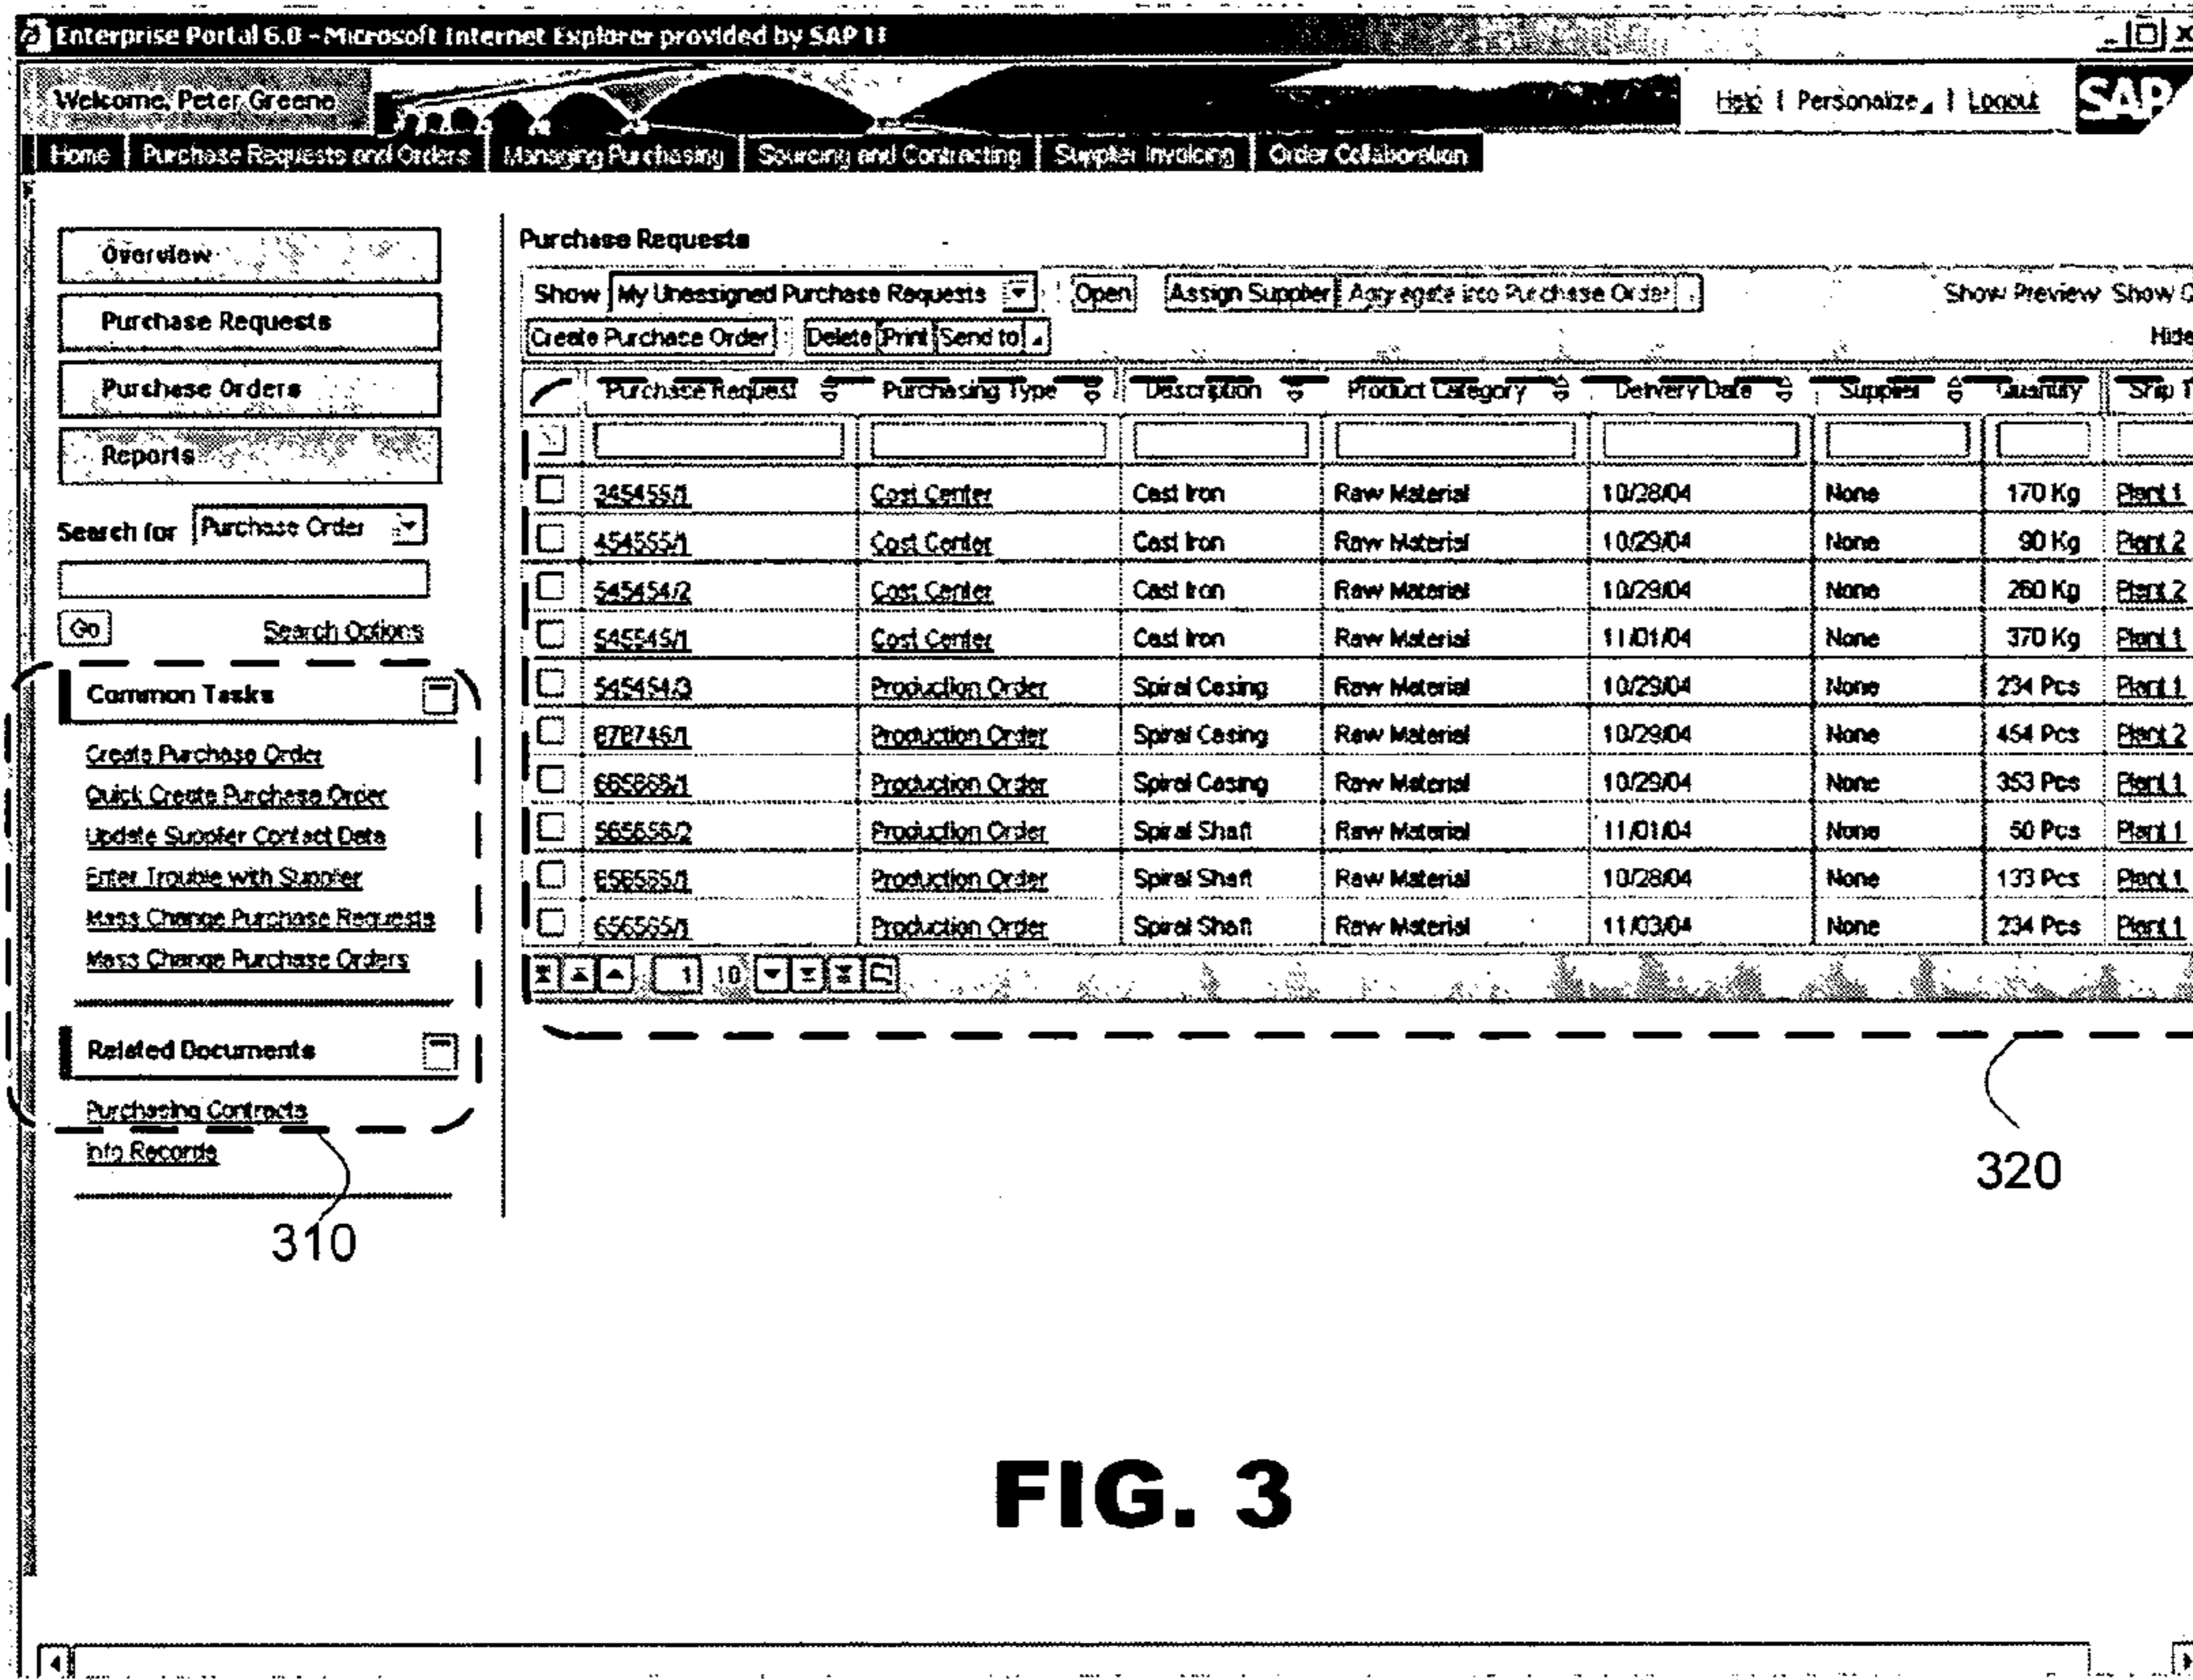 Enterprise Portal 6.0 - Microsoft Internet Explorer provided by SAP IT
Welcome, Peter Greene
Help | Personalize | Logout
SAP
Home | Purchase Requests and Orders | Managing Purchasing | Sourcing and Contracting | Supplier Invoicing | Order Collaboration
Overview
Purchase Requests
Purchase Orders
Reports
Search for Purchase Order
Go Search Options
Common Tasks
Create Purchase Order
Quick Create Purchase Order
Update Supplier Contact Data
Enter Trouble with Supplier
Mass Change Purchase Requests
Mass Change Purchase Orders
Related Documents
Purchasing Contracts
Info Records
310
Purchase Requests
Show My Unassigned Purchase Requests Open Assign Supplier Aggregate into Purchase Order Show Preview Show
Create Purchase Order Delete Print Send to Hide
Purchase Request Purchasing Type Description Product Category Delivery Date Supplier Quantity Ship T
345455/1 Cost Center Cast Iron Raw Material 10/28/04 None 170 Kg Plant 1
454555/1 Cost Center Cast Iron Raw Material 10/29/04 None 90 Kg Plant 2
545454/2 Cost Center Cast Iron Raw Material 10/29/04 None 260 Kg Plant 2
545545/1 Cost Center Cast Iron Raw Material 11/01/04 None 370 Kg Plant 1
545454/3 Production Order Spiral Casing Raw Material 10/29/04 None 234 Pcs Plant 1
Production Order Spiral Casing Raw Material 10/29/04 None 454 Pcs Plant 2
Production Order Spiral Casing Raw Material 10/29/04 None 353 Pcs Plant 1
565656/2 Production Order Spiral Shaft Raw Material 11/01/04 None 50 Pcs Plant 1
Production Order Spiral Shaft Raw Material 10/28/04 None 133 Pcs Plant 1
656565/1 Production Order Spiral Shaft Raw Material 11/03/04 None 234 Pcs Plant 1
1 10
320
FIG. 3